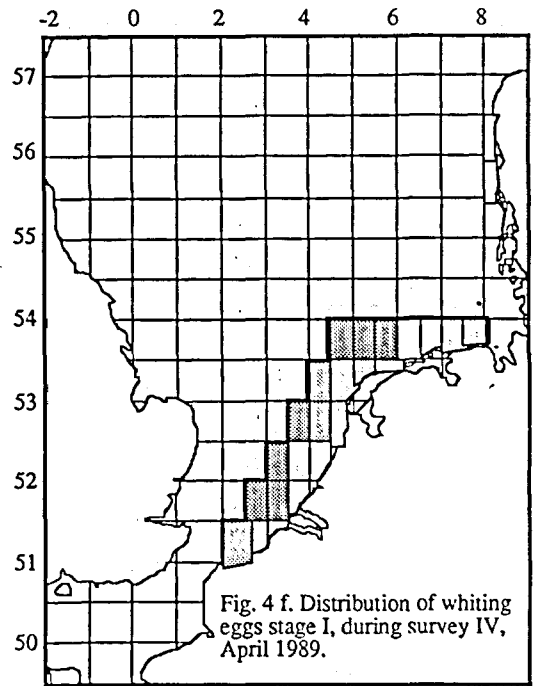 -2 0 2 4 6 8
57
56
55
54
53
52
51
50
Fig. 4 f. Distribution of whiting
eggs stage I, during survey IV,
April 1989.